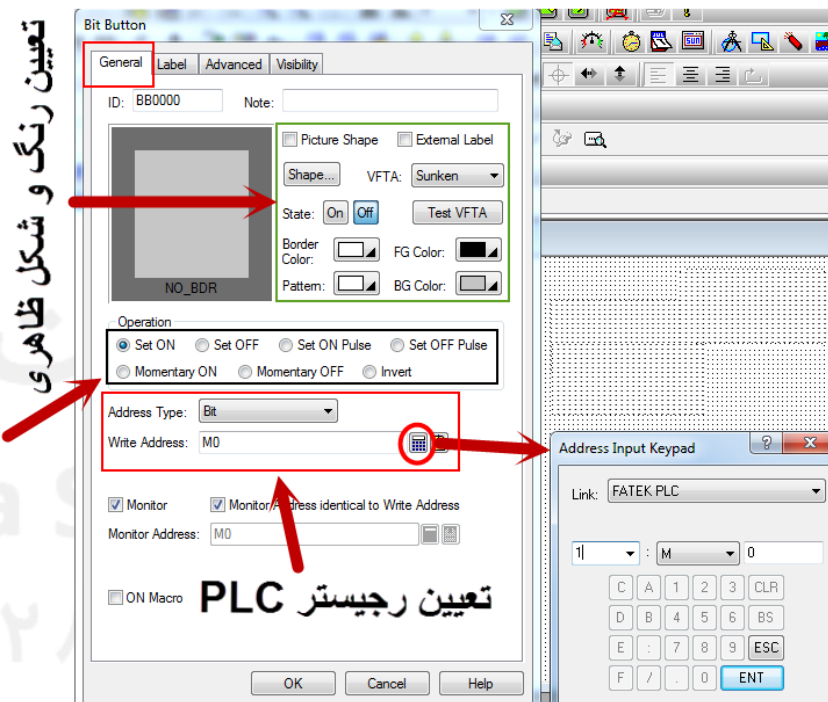 تعیین رنگ و شکل ظاهری
Bit Button
General Label Advanced Visibility
ID: BB0000 Note:
Picture Shape External Label
Shape... VFTA: Sunken
State: On Off Test VFTA
Border Color: FG Color:
Pattern: BG Color:
NO_BDR
Operation
Set ON Set OFF Set ON Pulse Set OFF Pulse
Momentary ON Momentary OFF Invert
Address Type: Bit
Write Address: M0
Monitor Monitor Address identical to Write Address
Monitor Address: M0
ON Macro
تعیین رجیستر PLC
OK Cancel Help
Address Input Keypad
Link: FATEK PLC
1 : M 0
C A 1 2 3 CLR
D B 4 5 6 BS
E : 7 8 9 ESC
F / . 0 ENT